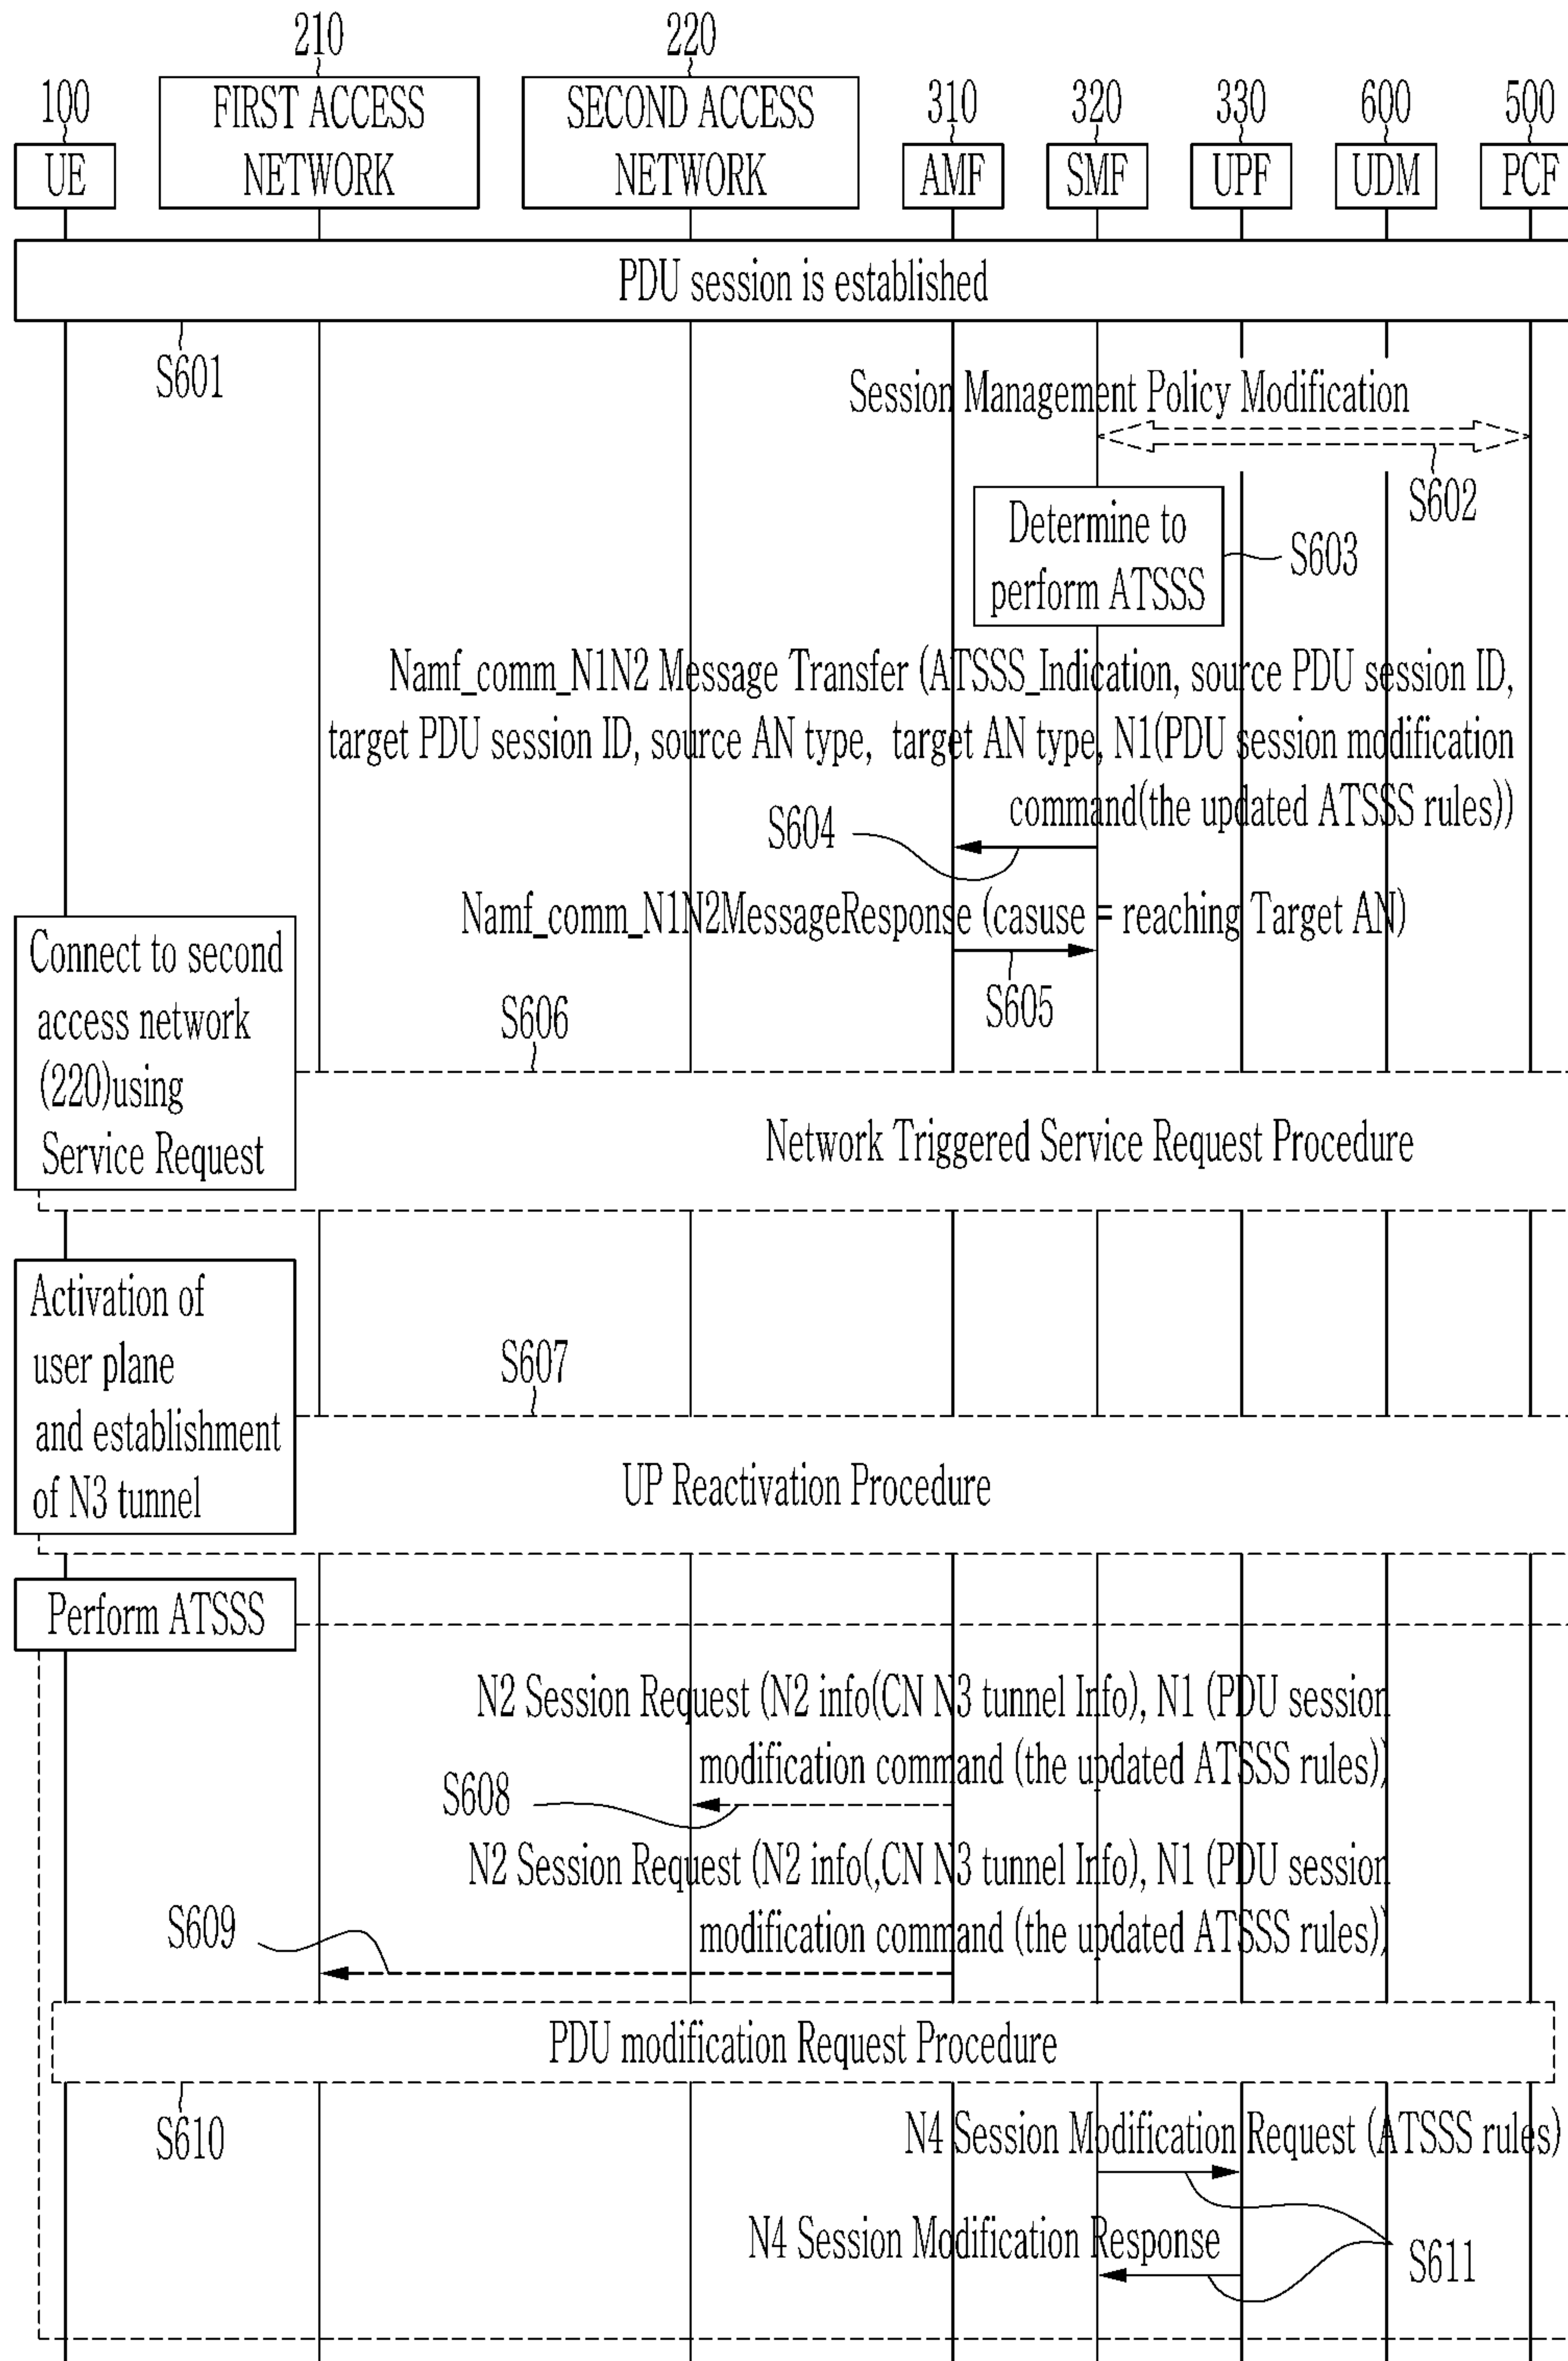 210
220
100
FIRST ACCESS
NETWORK
SECOND ACCESS
NETWORK
310
320
330
600
500
UE
AMF
SMF
UPF
UDM
PCF
PDU session is established
S601
Session Management Policy Modification
S602
Determine to
perform ATSSS
S603
Namf_comm_N1N2 Message Transfer (ATSSS_Indication, source PDU session ID,
target PDU session ID, source AN type, target AN type, N1(PDU session modification
command(the updated ATSSS rules))
S604
Namf_comm_N1N2MessageResponse (casuse = reaching Target AN)
S605
Connect to second
access network
(220)using
Service Request
S606
Network Triggered Service Request Procedure
Activation of
user plane
and establishment
of N3 tunnel
S607
UP Reactivation Procedure
Perform ATSSS
N2 Session Request (N2 info(CN N3 tunnel Info), N1 (PDU session
modification command (the updated ATSSS rules))
S608
N2 Session Request (N2 info(,CN N3 tunnel Info), N1 (PDU session
modification command (the updated ATSSS rules))
S609
PDU modification Request Procedure
S610
N4 Session Modification Request (ATSSS rules)
N4 Session Modification Response
S611